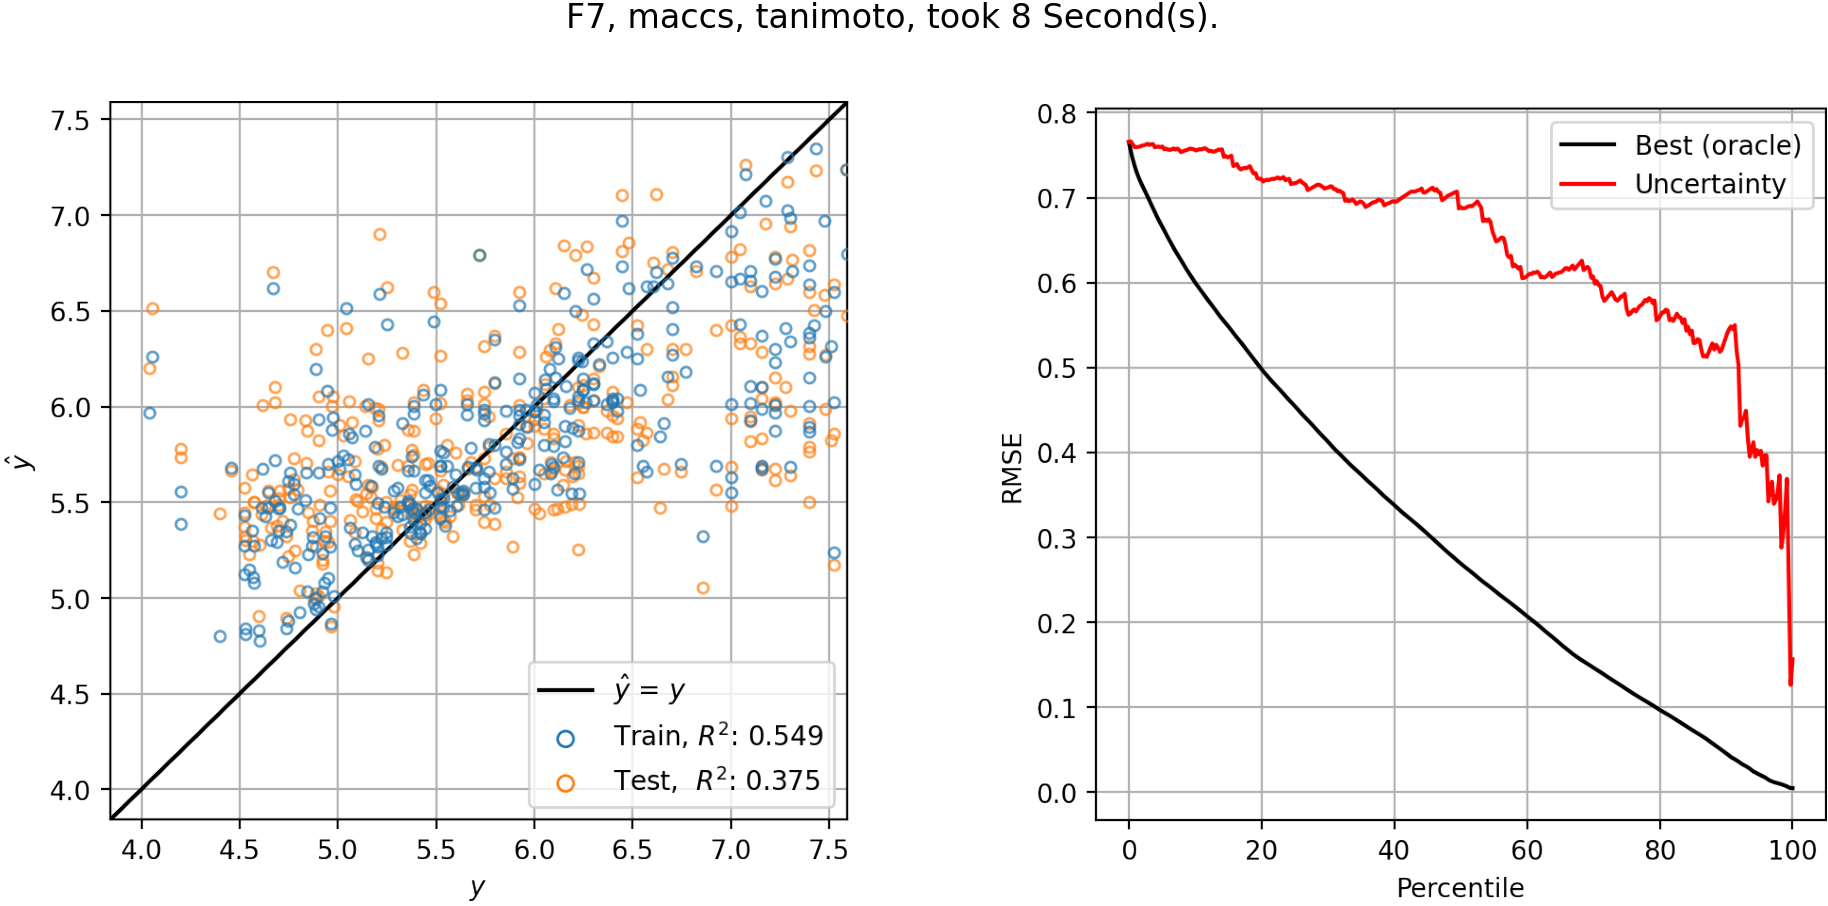 F7, maccs, tanimoto, took 8 Second(s).
7.5
7.0
6.5
6.0
5.5
5.0
4.5
4.0
ŷ
4.0 4.5 5.0 5.5 6.0 6.5 7.0 7.5
y
ŷ = y
Train, R²: 0.549
Test, R²: 0.375
0.8
0.7
0.6
0.5
0.4
0.3
0.2
0.1
0.0
RMSE
0 20 40 60 80 100
Percentile
Best (oracle)
Uncertainty